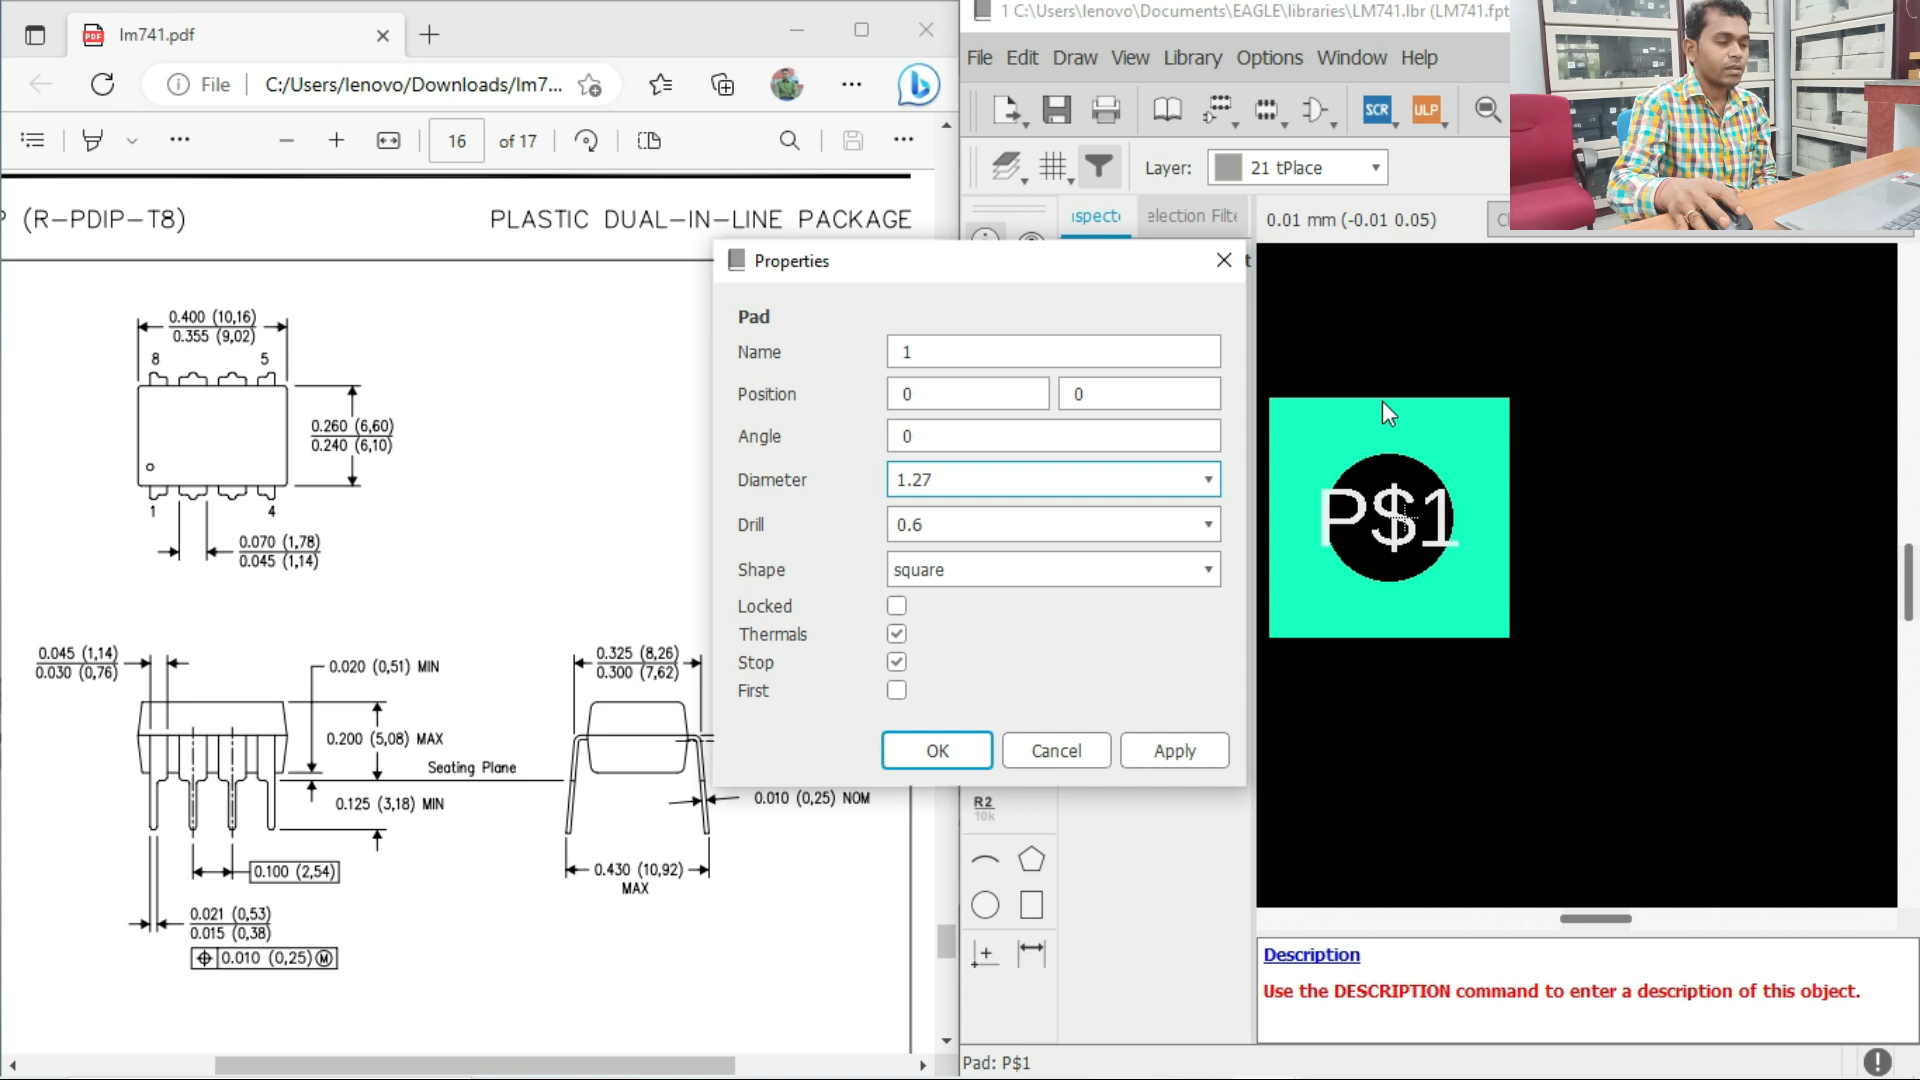 lm741.pdf
File
C:/Users/lenovo/Downloads/lm7...
16 of 17
P (R-PDIP-T8)
PLASTIC DUAL-IN-LINE PACKAGE
0.400 (10,16)
0.355 (9,02)
8
5
0.260 (6,60)
0.240 (6,10)
1
4
0.070 (1,78)
0.045 (1,14)
0.045 (1,14)
0.030 (0,76)
0.020 (0,51) MIN
0.325 (8,26)
0.300 (7,62)
0.200 (5,08) MAX
Seating Plane
0.125 (3,18) MIN
0.010 (0,25) NOM
0.100 (2,54)
0.430 (10,92)
MAX
0.021 (0,53)
0.015 (0,38)
0.010 (0,25) M
1 C:\Users\lenovo\Documents\EAGLE\libraries\LM741.lbr (LM741.fpt
File Edit Draw View Library Options Window Help
SCR
ULP
Layer:
21 tPlace
nspecto
election Filte
0.01 mm (-0.01 0.05)
Properties
Pad
Name
1
Position
0
0
Angle
0
Diameter
1.27
Drill
0.6
Shape
square
Locked
Thermals
Stop
First
OK
Cancel
Apply
P$1
R2
10k
Description
Use the DESCRIPTION command to enter a description of this object.
Pad: P$1